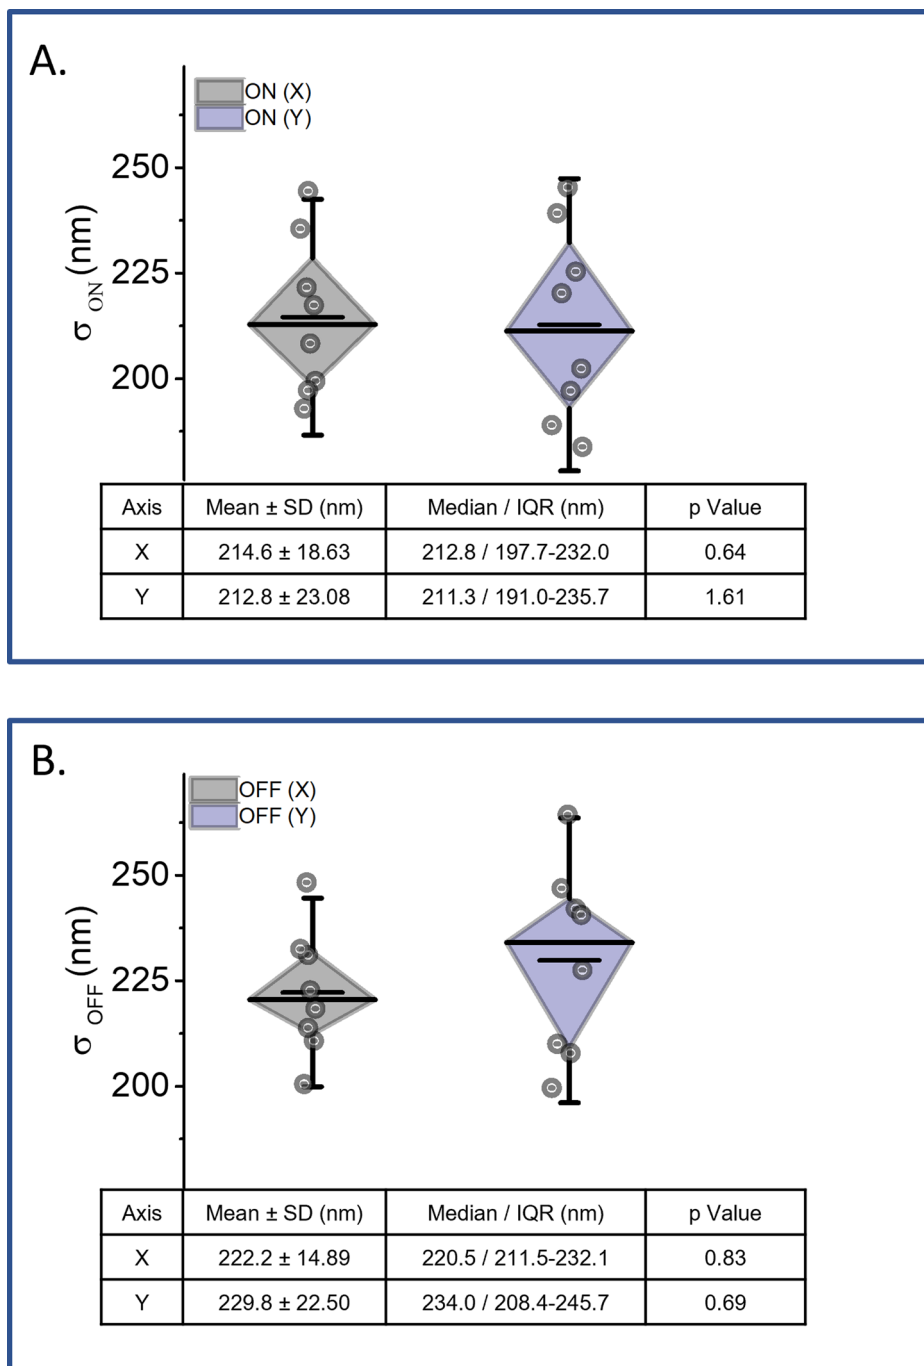 A.
ON (X)
ON (Y)
250
225
200
σ ON (nm)
Axis Mean ± SD (nm) Median / IQR (nm) p Value
X 214.6 ± 18.63 212.8 / 197.7-232.0 0.64
Y 212.8 ± 23.08 211.3 / 191.0-235.7 1.61
B.
OFF (X)
OFF (Y)
250
225
200
σ OFF (nm)
Axis Mean ± SD (nm) Median / IQR (nm) p Value
X 222.2 ± 14.89 220.5 / 211.5-232.1 0.83
Y 229.8 ± 22.50 234.0 / 208.4-245.7 0.69